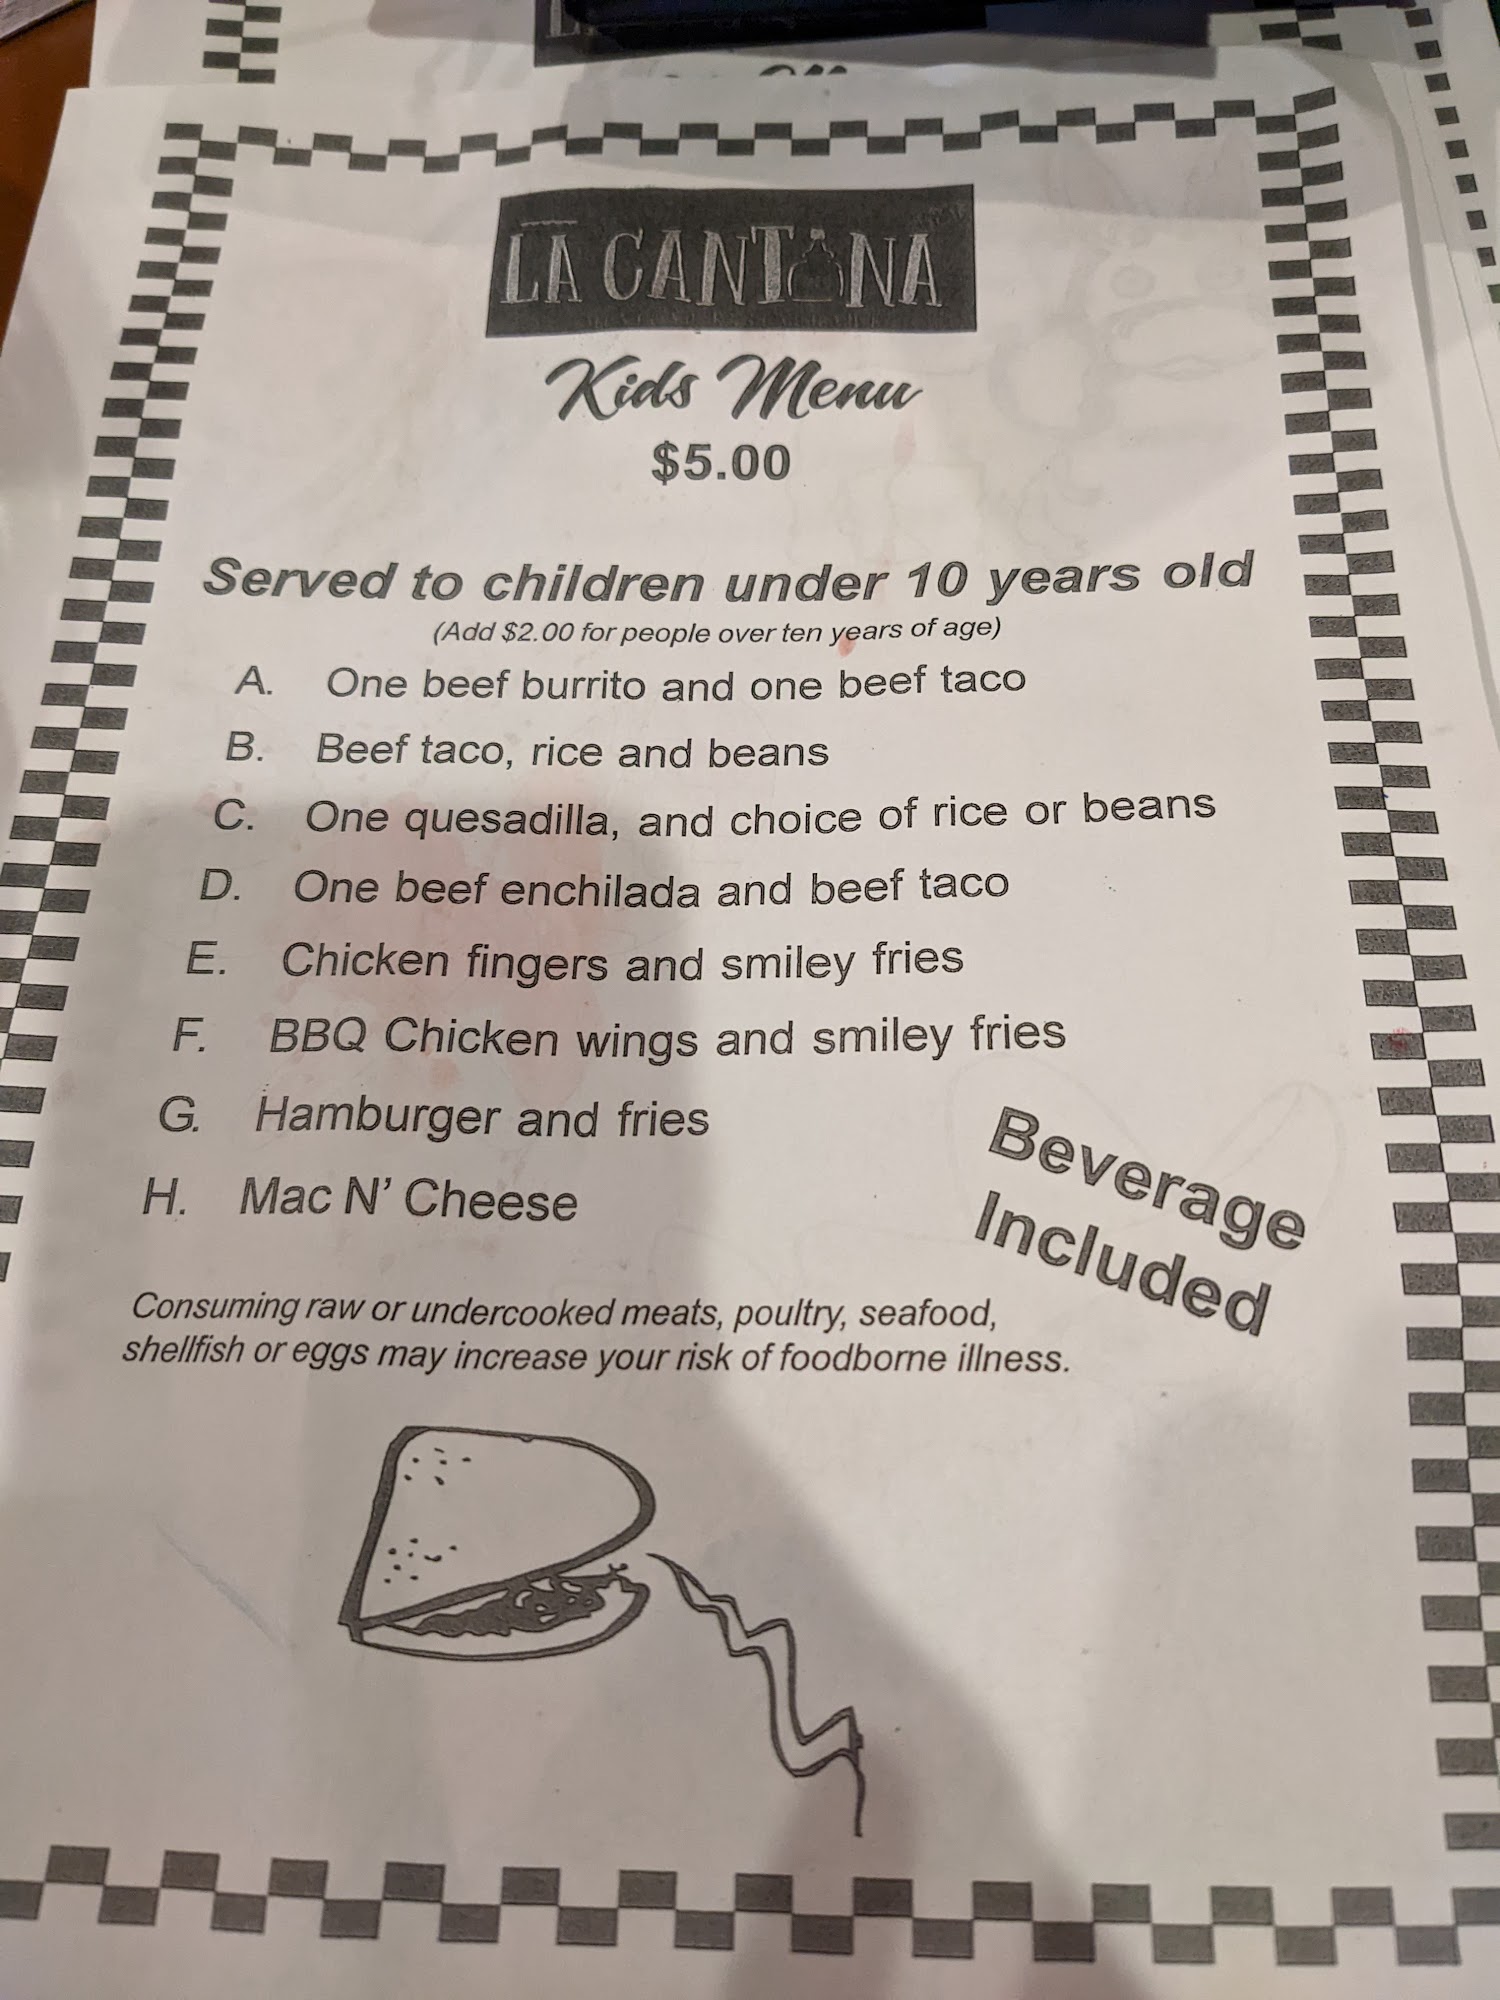 LA CANTINA
Kids Menu
$5.00
Served to children under 10 years old
(Add $2.00 for people over ten years of age)
A. One beef burrito and one beef taco
B. Beef taco, rice and beans
C. One quesadilla, and choice of rice or beans
D. One beef enchilada and beef taco
E. Chicken fingers and smiley fries
F. BBQ Chicken wings and smiley fries
G. Hamburger and fries
H. Mac N' Cheese
Beverage
Included
Consuming raw or undercooked meats, poultry, seafood,
shellfish or eggs may increase your risk of foodborne illness.